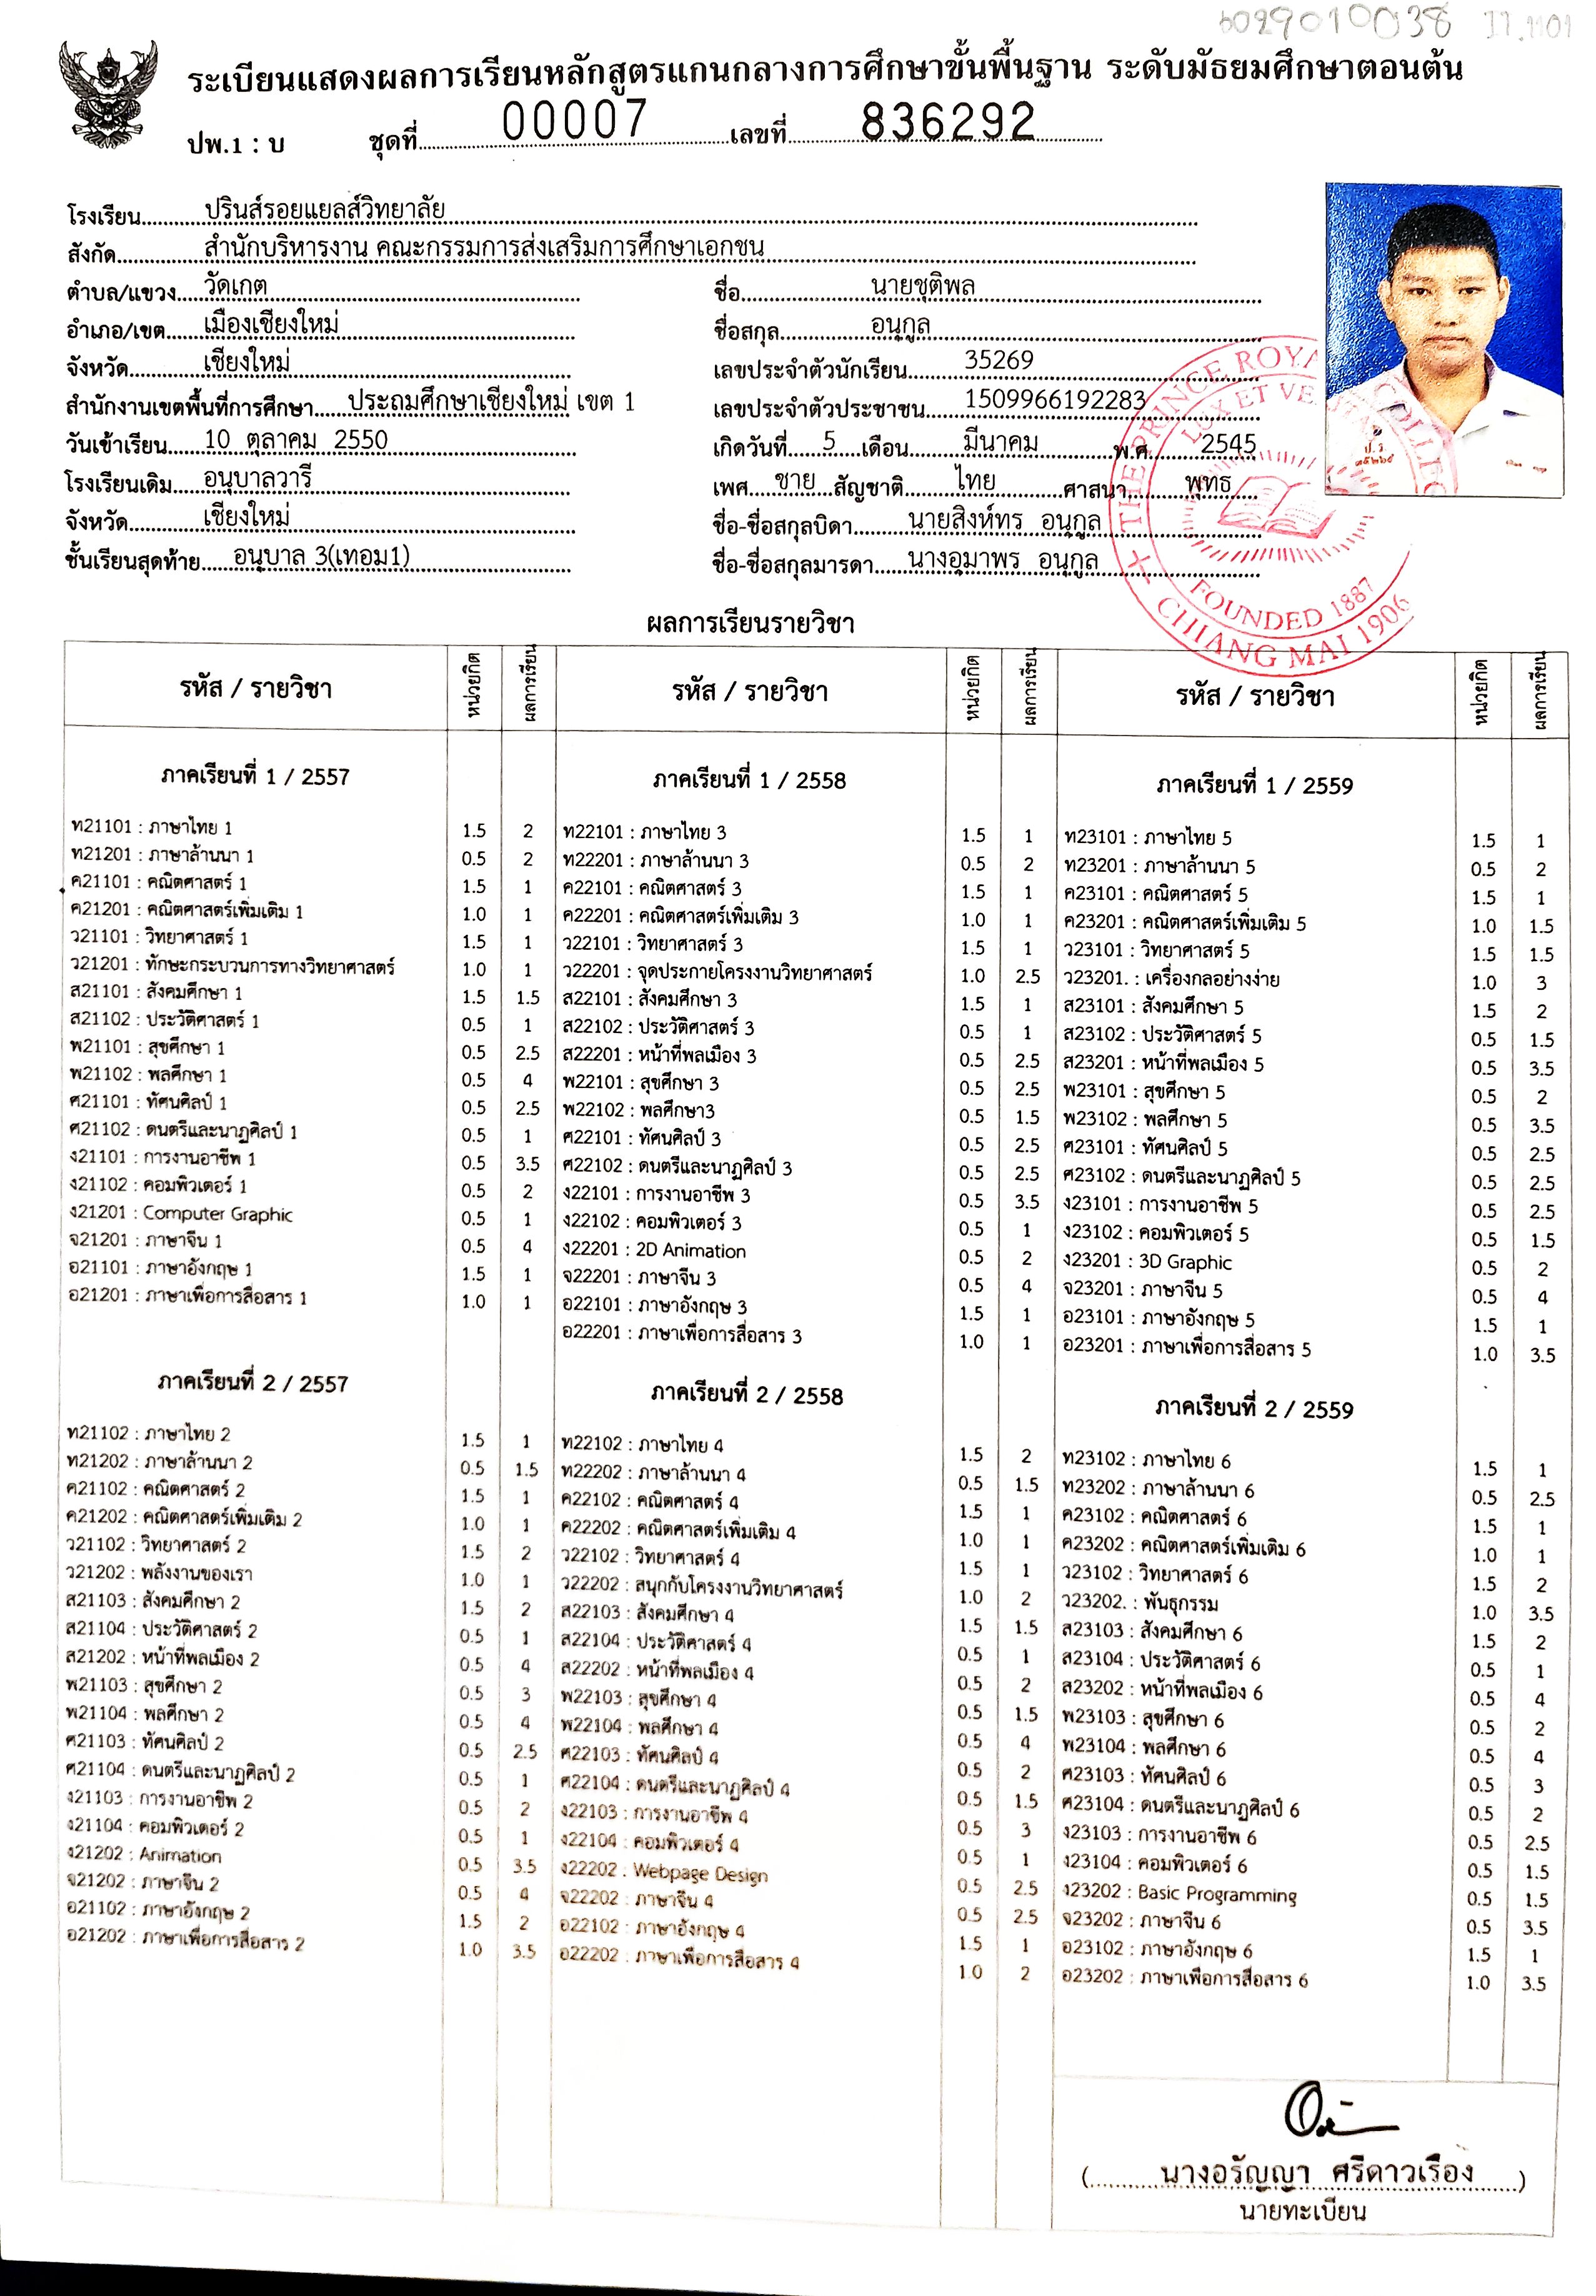 ระเบียนแสดงผลการเรียนหลักสูตรแกนกลางการศึกษาขั้นพื้นฐาน ระดับมัธยมศึกษาตอนต้น
ปพ.1 : บ ชุดที่ 00007 เลขที่ 836292
โรงเรียน ปรินส์รอยแยลส์วิทยาลัย
สังกัด สำนักบริหารงาน คณะกรรมการส่งเสริมการศึกษาเอกชน
ตำบล/แขวง วัดเกต
อำเภอ/เขต เมืองเชียงใหม่
จังหวัด เชียงใหม่
สำนักงานเขตพื้นที่การศึกษา ประถมศึกษาเชียงใหม่ เขต 1
วันเข้าเรียน 10 ตุลาคม 2550
โรงเรียนเดิม อนุบาลวารี
จังหวัด เชียงใหม่
ชั้นเรียนสุดท้าย อนุบาล 3(เทอม1)
ชื่อ นายชุติพล
ชื่อสกุล อนุกูล
เลขประจำตัวนักเรียน 35269
เลขประจำตัวประชาชน 1509966192283
เกิดวันที่ 5 เดือน มีนาคม พ.ศ. 2545
เพศ ชาย สัญชาติ ไทย ศาสนา พุทธ
ชื่อ-ชื่อสกุลบิดา นายสิงห์ทร อนุกูล
ชื่อ-ชื่อสกุลมารดา นางอุมาพร อนุกูล
THE PRINCE ROYAL'S COLLEGE
LUX ET VERITAS
FOUNDED 1887
CHIANG MAI 1906
ผลการเรียนรายวิชา
รหัส / รายวิชา หน่วยกิต ผลการเรียน รหัส / รายวิชา หน่วยกิต ผลการเรียน รหัส / รายวิชา หน่วยกิต ผลการเรียน
ภาคเรียนที่ 1 / 2557
ท21101 : ภาษาไทย 1 1.5 2
ท21201 : ภาษาล้านนา 1 0.5 2
ค21101 : คณิตศาสตร์ 1 1.5 1
ค21201 : คณิตศาสตร์เพิ่มเติม 1 1.0 1
ว21101 : วิทยาศาสตร์ 1 1.5 1
ว21201 : ทักษะกระบวนการทางวิทยาศาสตร์ 1.0 1
ส21101 : สังคมศึกษา 1 1.5 1.5
ส21102 : ประวัติศาสตร์ 1 0.5 1
พ21101 : สุขศึกษา 1 0.5 2.5
พ21102 : พลศึกษา 1 0.5 4
ศ21101 : ทัศนศิลป์ 1 0.5 2.5
ศ21102 : ดนตรีและนาฏศิลป์ 1 0.5 1
ง21101 : การงานอาชีพ 1 0.5 3.5
ง21102 : คอมพิวเตอร์ 1 0.5 2
ง21201 : Computer Graphic 0.5 1
จ21201 : ภาษาจีน 1 0.5 4
อ21101 : ภาษาอังกฤษ 1 1.5 1
อ21201 : ภาษาเพื่อการสื่อสาร 1 1.0 1
ภาคเรียนที่ 2 / 2557
ท21102 : ภาษาไทย 2 1.5 1
ท21202 : ภาษาล้านนา 2 0.5 1.5
ค21102 : คณิตศาสตร์ 2 1.5 1
ค21202 : คณิตศาสตร์เพิ่มเติม 2 1.0 1
ว21102 : วิทยาศาสตร์ 2 1.5 2
ว21202 : พลังงานของเรา 1.0 1
ส21103 : สังคมศึกษา 2 1.5 2
ส21104 : ประวัติศาสตร์ 2 0.5 1
ส21202 : หน้าที่พลเมือง 2 0.5 4
พ21103 : สุขศึกษา 2 0.5 3
พ21104 : พลศึกษา 2 0.5 4
ศ21103 : ทัศนศิลป์ 2 0.5 2.5
ศ21104 : ดนตรีและนาฏศิลป์ 2 0.5 1
ง21103 : การงานอาชีพ 2 0.5 2
ง21104 : คอมพิวเตอร์ 2 0.5 1
ง21202 : Animation 0.5 3.5
จ21202 : ภาษาจีน 2 0.5 4
อ21102 : ภาษาอังกฤษ 2 1.5 2
อ21202 : ภาษาเพื่อการสื่อสาร 2 1.0 3.5
ภาคเรียนที่ 1 / 2558
ท22101 : ภาษาไทย 3 1.5 1
ท22201 : ภาษาล้านนา 3 0.5 2
ค22101 : คณิตศาสตร์ 3 1.5 1
ค22201 : คณิตศาสตร์เพิ่มเติม 3 1.0 1
ว22101 : วิทยาศาสตร์ 3 1.5 1
ว22201 : จุดประกายโครงงานวิทยาศาสตร์ 1.0 2.5
ส22101 : สังคมศึกษา 3 1.5 1
ส22102 : ประวัติศาสตร์ 3 0.5 1
ส22201 : หน้าที่พลเมือง 3 0.5 2.5
พ22101 : สุขศึกษา 3 0.5 2.5
พ22102 : พลศึกษา3 0.5 1.5
ศ22101 : ทัศนศิลป์ 3 0.5 2.5
ศ22102 : ดนตรีและนาฏศิลป์ 3 0.5 2.5
ง22101 : การงานอาชีพ 3 0.5 3.5
ง22102 : คอมพิวเตอร์ 3 0.5 1
ง22201 : 2D Animation 0.5 2
จ22201 : ภาษาจีน 3 0.5 4
อ22101 : ภาษาอังกฤษ 3 1.5 1
อ22201 : ภาษาเพื่อการสื่อสาร 3 1.0 1
ภาคเรียนที่ 2 / 2558
ท22102 : ภาษาไทย 4 1.5 2
ท22202 : ภาษาล้านนา 4 0.5 1.5
ค22102 : คณิตศาสตร์ 4 1.5 1
ค22202 : คณิตศาสตร์เพิ่มเติม 4 1.0 1
ว22102 : วิทยาศาสตร์ 4 1.5 1
ว22202 : สนุกกับโครงงานวิทยาศาสตร์ 1.0 2
ส22103 : สังคมศึกษา 4 1.5 1.5
ส22104 : ประวัติศาสตร์ 4 0.5 1
ส22202 : หน้าที่พลเมือง 4 0.5 2
พ22103 : สุขศึกษา 4 0.5 1.5
พ22104 : พลศึกษา 4 0.5 4
ศ22103 : ทัศนศิลป์ 4 0.5 2
ศ22104 : ดนตรีและนาฏศิลป์ 4 0.5 1.5
ง22103 : การงานอาชีพ 4 0.5 3
ง22104 : คอมพิวเตอร์ 4 0.5 1
ง22202 : Webpage Design 0.5 2.5
จ22202 : ภาษาจีน 4 0.5 2.5
อ22102 : ภาษาอังกฤษ 4 1.5 1
อ22202 : ภาษาเพื่อการสื่อสาร 4 1.0 2
ภาคเรียนที่ 1 / 2559
ท23101 : ภาษาไทย 5 1.5 1
ท23201 : ภาษาล้านนา 5 0.5 2
ค23101 : คณิตศาสตร์ 5 1.5 1
ค23201 : คณิตศาสตร์เพิ่มเติม 5 1.0 1.5
ว23101 : วิทยาศาสตร์ 5 1.5 1.5
ว23201. : เครื่องกลอย่างง่าย 1.0 3
ส23101 : สังคมศึกษา 5 1.5 2
ส23102 : ประวัติศาสตร์ 5 0.5 1.5
ส23201 : หน้าที่พลเมือง 5 0.5 3.5
พ23101 : สุขศึกษา 5 0.5 2
พ23102 : พลศึกษา 5 0.5 3.5
ศ23101 : ทัศนศิลป์ 5 0.5 2.5
ศ23102 : ดนตรีและนาฏศิลป์ 5 0.5 2.5
ง23101 : การงานอาชีพ 5 0.5 2.5
ง23102 : คอมพิวเตอร์ 5 0.5 1.5
ง23201 : 3D Graphic 0.5 2
จ23201 : ภาษาจีน 5 0.5 4
อ23101 : ภาษาอังกฤษ 5 1.5 1
อ23201 : ภาษาเพื่อการสื่อสาร 5 1.0 3.5
ภาคเรียนที่ 2 / 2559
ท23102 : ภาษาไทย 6 1.5 1
ท23202 : ภาษาล้านนา 6 0.5 2.5
ค23102 : คณิตศาสตร์ 6 1.5 1
ค23202 : คณิตศาสตร์เพิ่มเติม 6 1.0 1
ว23102 : วิทยาศาสตร์ 6 1.5 2
ว23202. : พันธุกรรม 1.0 3.5
ส23103 : สังคมศึกษา 6 1.5 2
ส23104 : ประวัติศาสตร์ 6 0.5 1
ส23202 : หน้าที่พลเมือง 6 0.5 4
พ23103 : สุขศึกษา 6 0.5 2
พ23104 : พลศึกษา 6 0.5 4
ศ23103 : ทัศนศิลป์ 6 0.5 3
ศ23104 : ดนตรีและนาฏศิลป์ 6 0.5 2
ง23103 : การงานอาชีพ 6 0.5 2.5
ง23104 : คอมพิวเตอร์ 6 0.5 1.5
ง23202 : Basic Programming 0.5 1.5
จ23202 : ภาษาจีน 6 0.5 3.5
อ23102 : ภาษาอังกฤษ 6 1.5 1
อ23202 : ภาษาเพื่อการสื่อสาร 6 1.0 3.5
(นางอรัญญา ศรีดาวเรือง)
นายทะเบียน